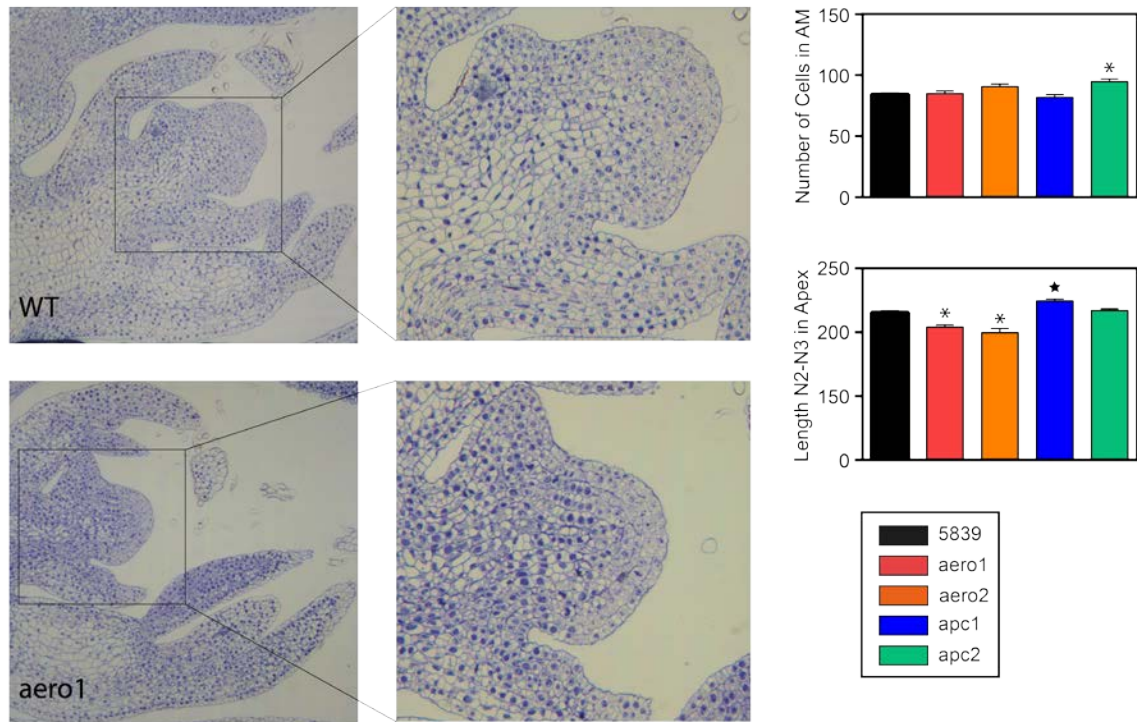 WT
aero1
Number of Cells in AM
150
100
50
0
*
Length N2-N3 in Apex
250
200
150
0
* * ★
5839
aero1
aero2
apc1
apc2